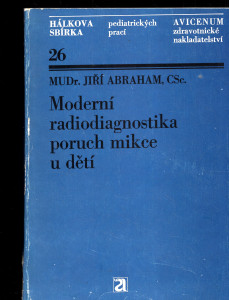 HÁLKOVA pediatrických AVICENUM
SBÍRKA prací zdravotnické
nakladatelství
26
MUDr. JIŘÍ ABRAHAM, CSc.
Moderní
radiodiagnostika
poruch mikce
u dětí